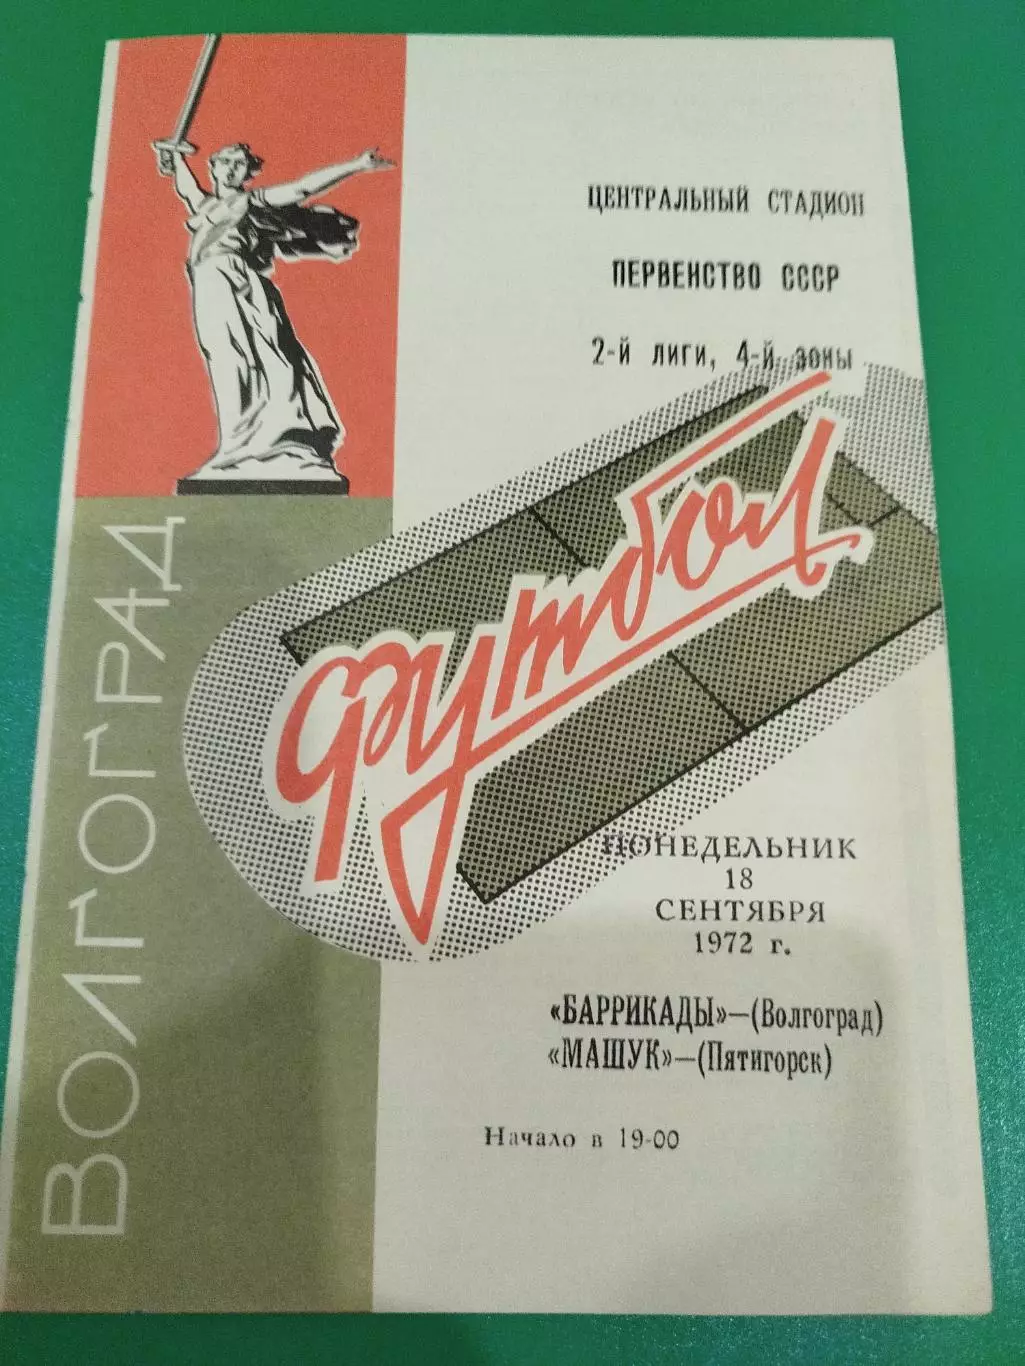 ЦЕНТРАЛЬНЫЙ СТАДИОН
ПЕРВЕНСТВО СССР
2-й ЛИГИ, 4-й ЗОНЫ
ВОЛГОГРАД
футбол
ПОНЕДЕЛЬНИК
18
СЕНТЯБРЯ
1972 г.
«БАРРИКАДЫ»—(Волгоград)
«МАШУК»—(Пятигорск)
Начало в 19-00